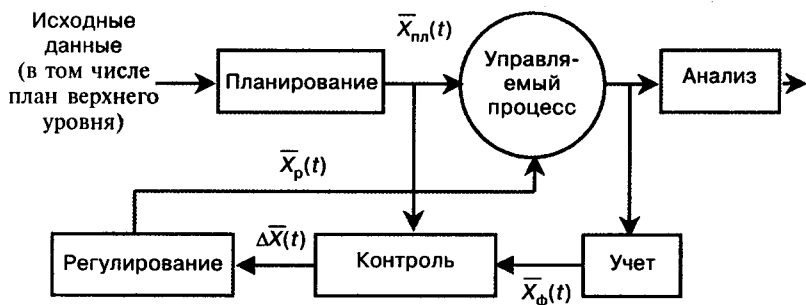 Исходные
данные
(в том числе
план верхнего
уровня)
Планирование
X̅пл(t)
Управля-
емый
процесс
Анализ
X̅р(t)
Регулирование
ΔX̅(t)
Контроль
X̅ф(t)
Учет